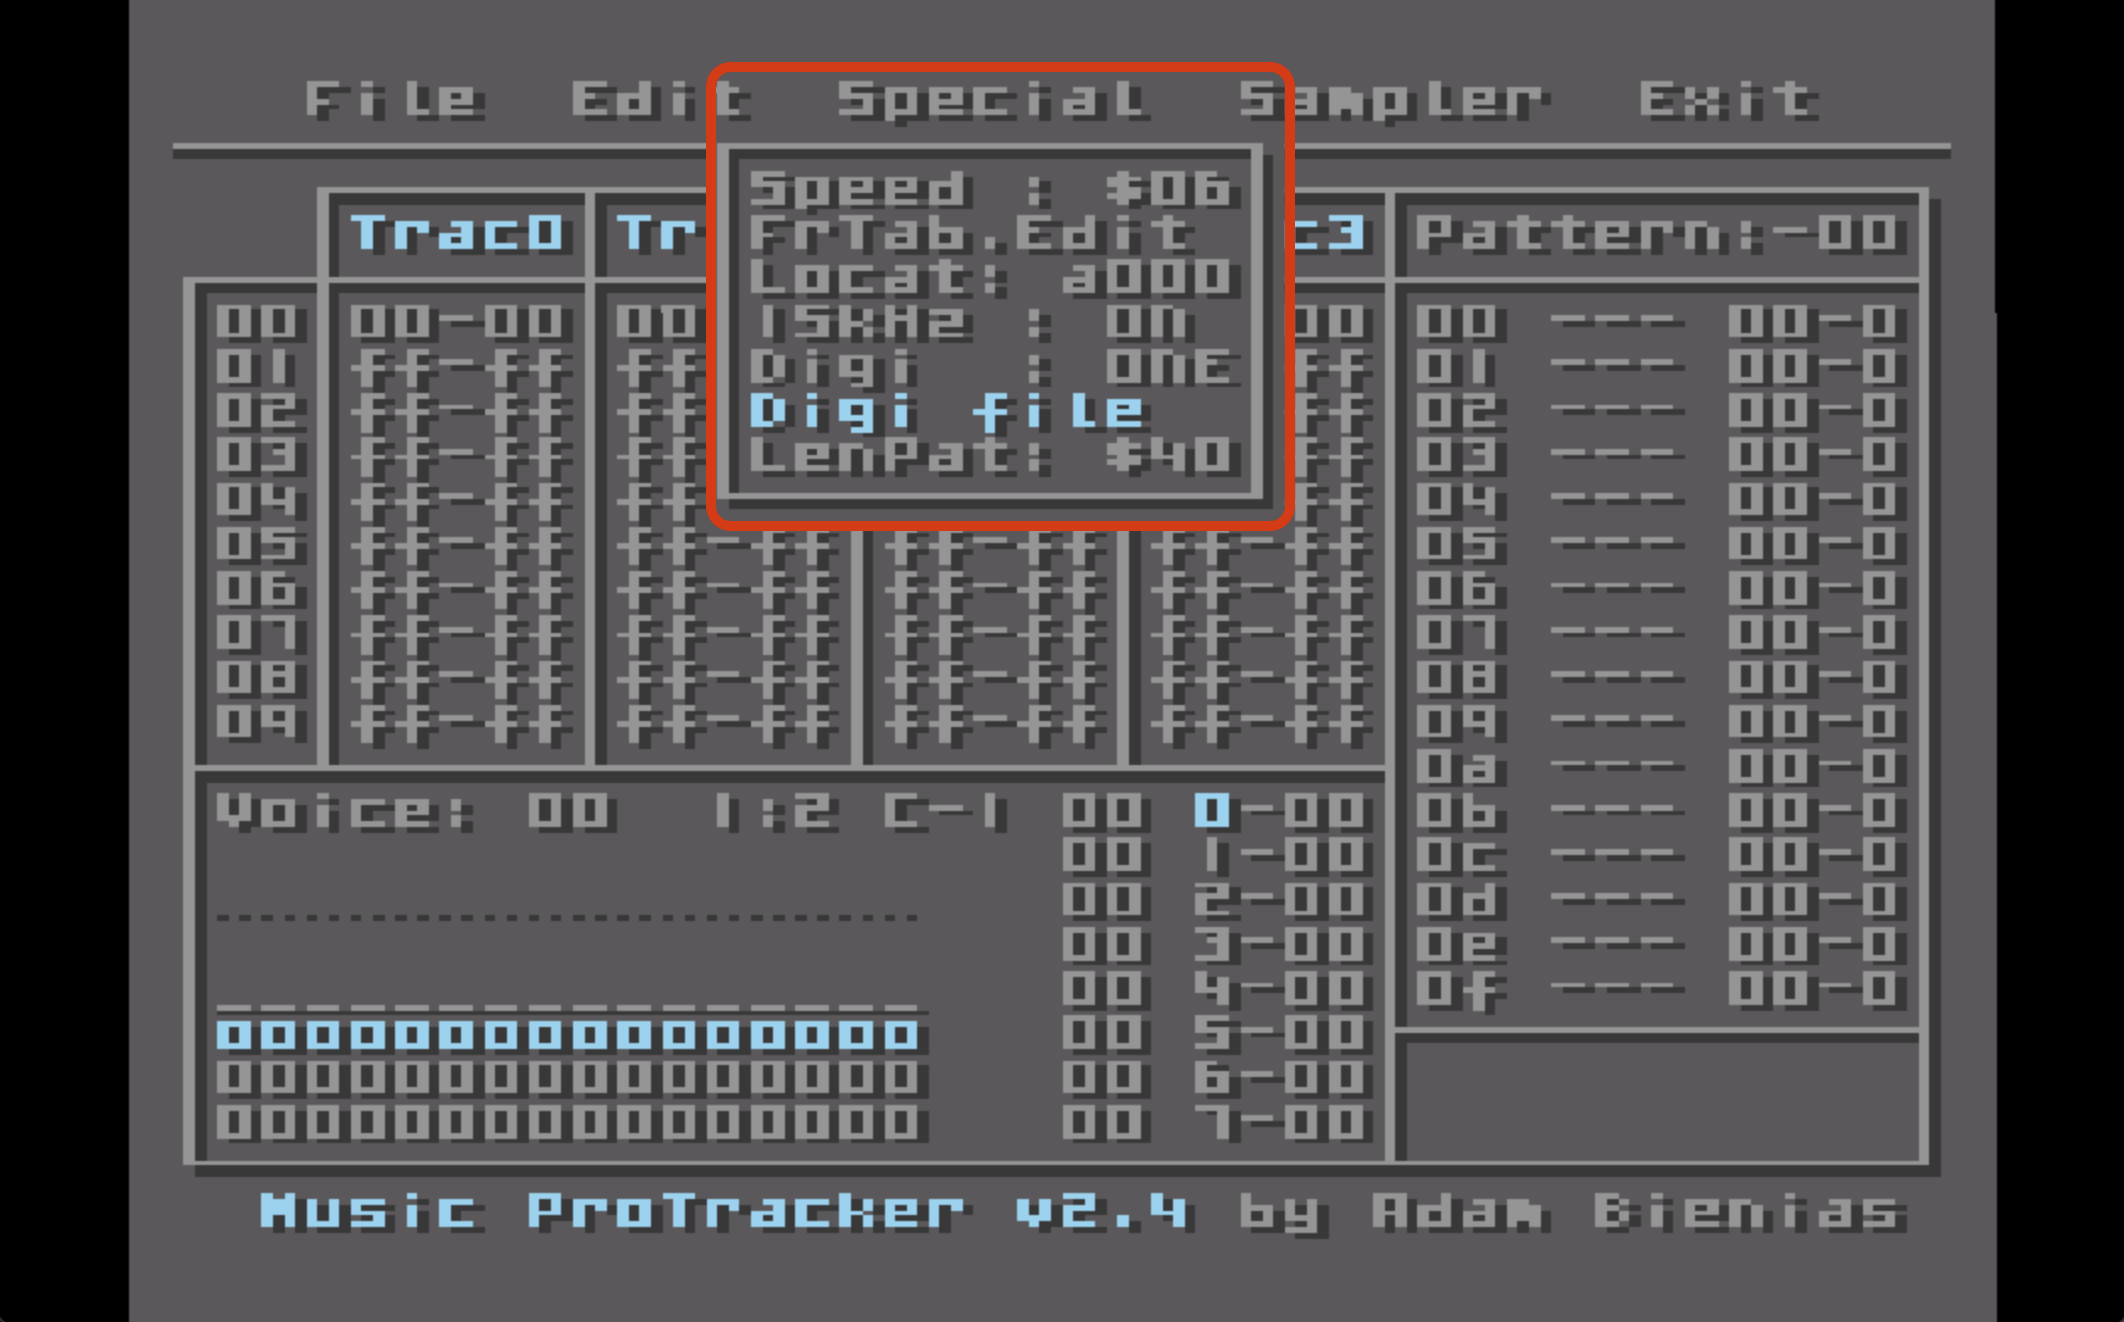 File Edit Special Sampler Exit
Speed : $06
Trac0 Tr FrTab.Edit c3 Pattern:-00
Locat: a000
00 00-00 00 15kHz : On 00 00 --- 00-0
01 ff-ff ff Digi : OnE ff 01 --- 00-0
02 ff-ff ff Digi file ff 02 --- 00-0
03 ff-ff ff LenPat: $40 ff 03 --- 00-0
04 ff-ff ff ff 04 --- 00-0
05 ff-ff ff-ff ff-ff ff-ff 05 --- 00-0
06 ff-ff ff-ff ff-ff ff-ff 06 --- 00-0
07 ff-ff ff-ff ff-ff ff-ff 07 --- 00-0
08 ff-ff ff-ff ff-ff ff-ff 08 --- 00-0
09 ff-ff ff-ff ff-ff ff-ff 09 --- 00-0
0a --- 00-0
Voice: 00 1:2 C-1 00 0-00 0b --- 00-0
00 1-00 0c --- 00-0
00 2-00 0d --- 00-0
00 3-00 0e --- 00-0
00 4-00 0f --- 00-0
0000000000000000 00 5-00
0000000000000000 00 6-00
0000000000000000 00 7-00
Music ProTracker v2.4 by Adam Bienias